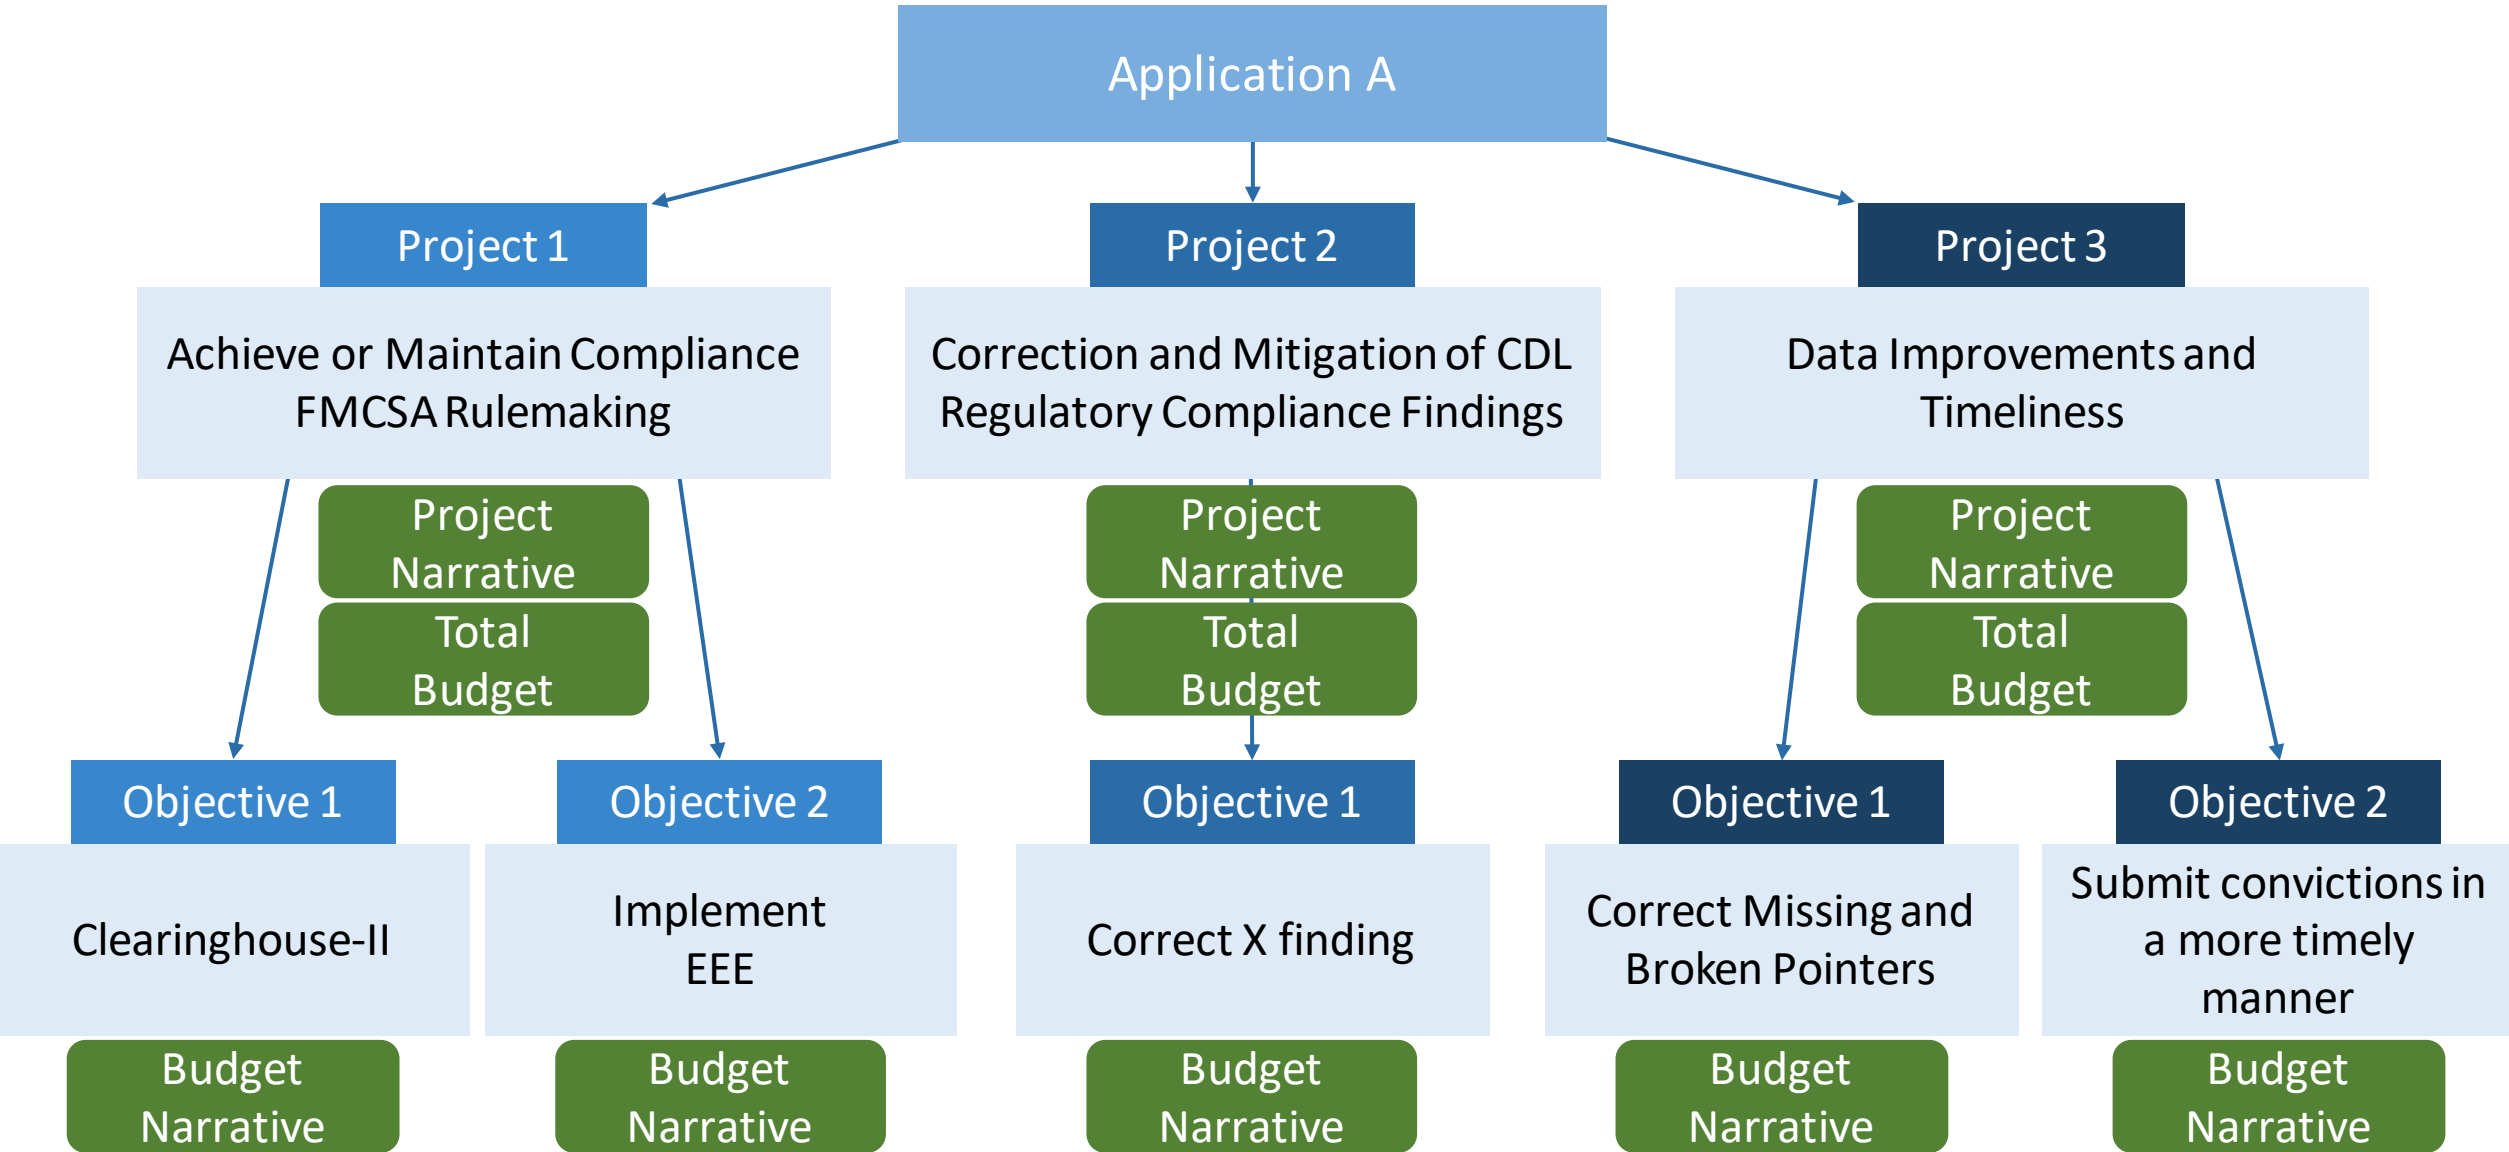 Application A
Project 1
Project 2
Project 3
Achieve or Maintain Compliance
FMCSA Rulemaking
Correction and Mitigation of CDL
Regulatory Compliance Findings
Data Improvements and
Timeliness
Project
Narrative
Total
Budget
Project
Narrative
Total
Budget
Project
Narrative
Total
Budget
Objective 1
Clearinghouse-II
Budget
Narrative
Objective 2
Implement
EEE
Budget
Narrative
Objective 1
Correct X finding
Budget
Narrative
Objective 1
Correct Missing and
Broken Pointers
Budget
Narrative
Objective 2
Submit convictions in
a more timely
manner
Budget
Narrative